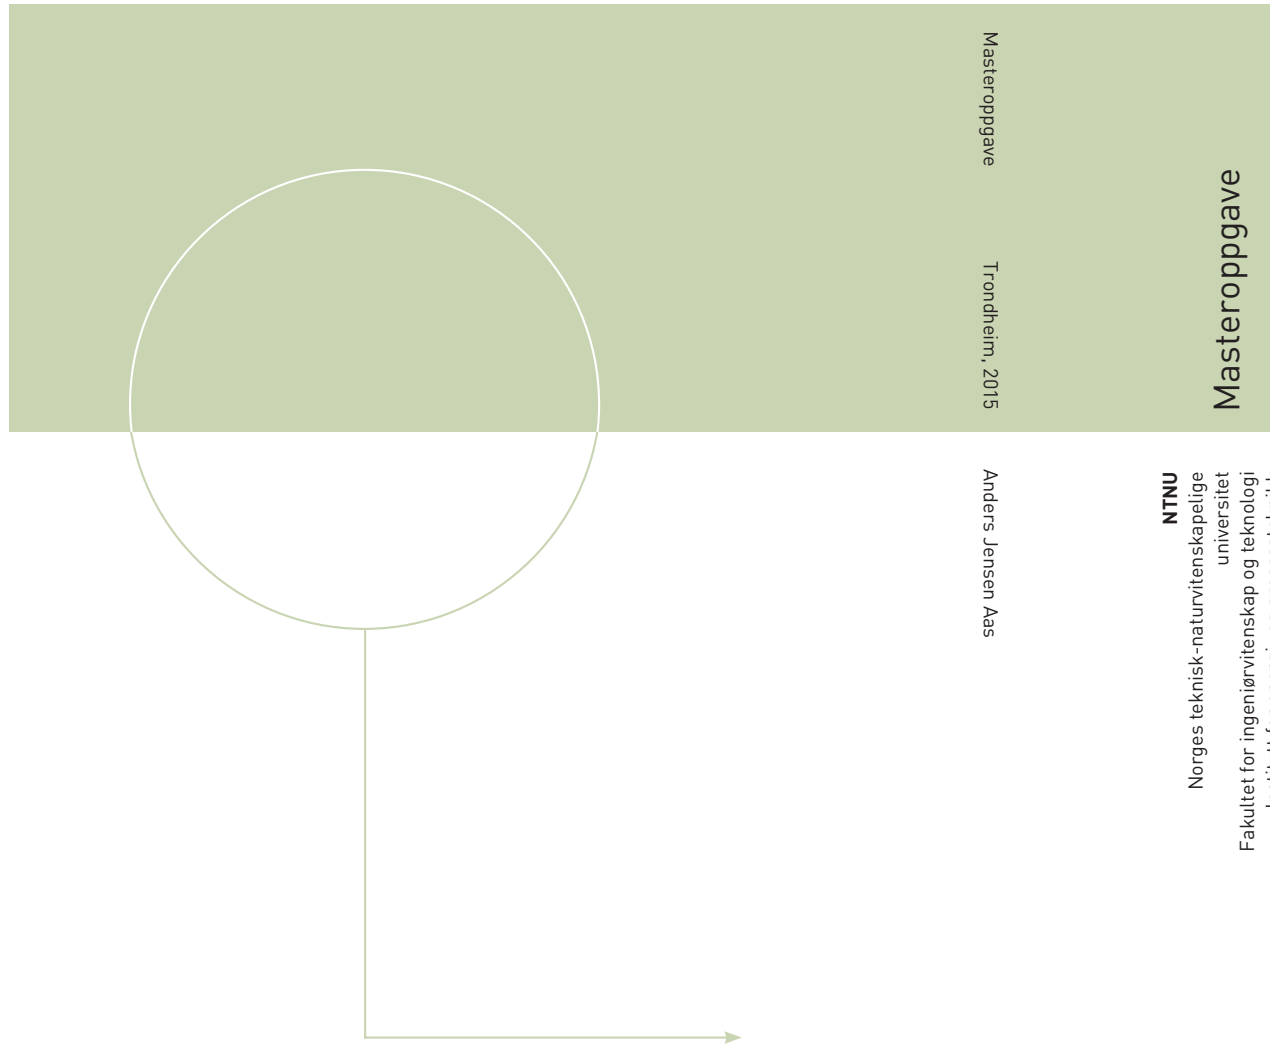 Masteroppgave
Trondheim, 2015
Anders Jensen Aas
Masteroppgave
NTNU
Norges teknisk-naturvitenskapelige
universitet
Fakultet for ingeniørvitenskap og teknologi